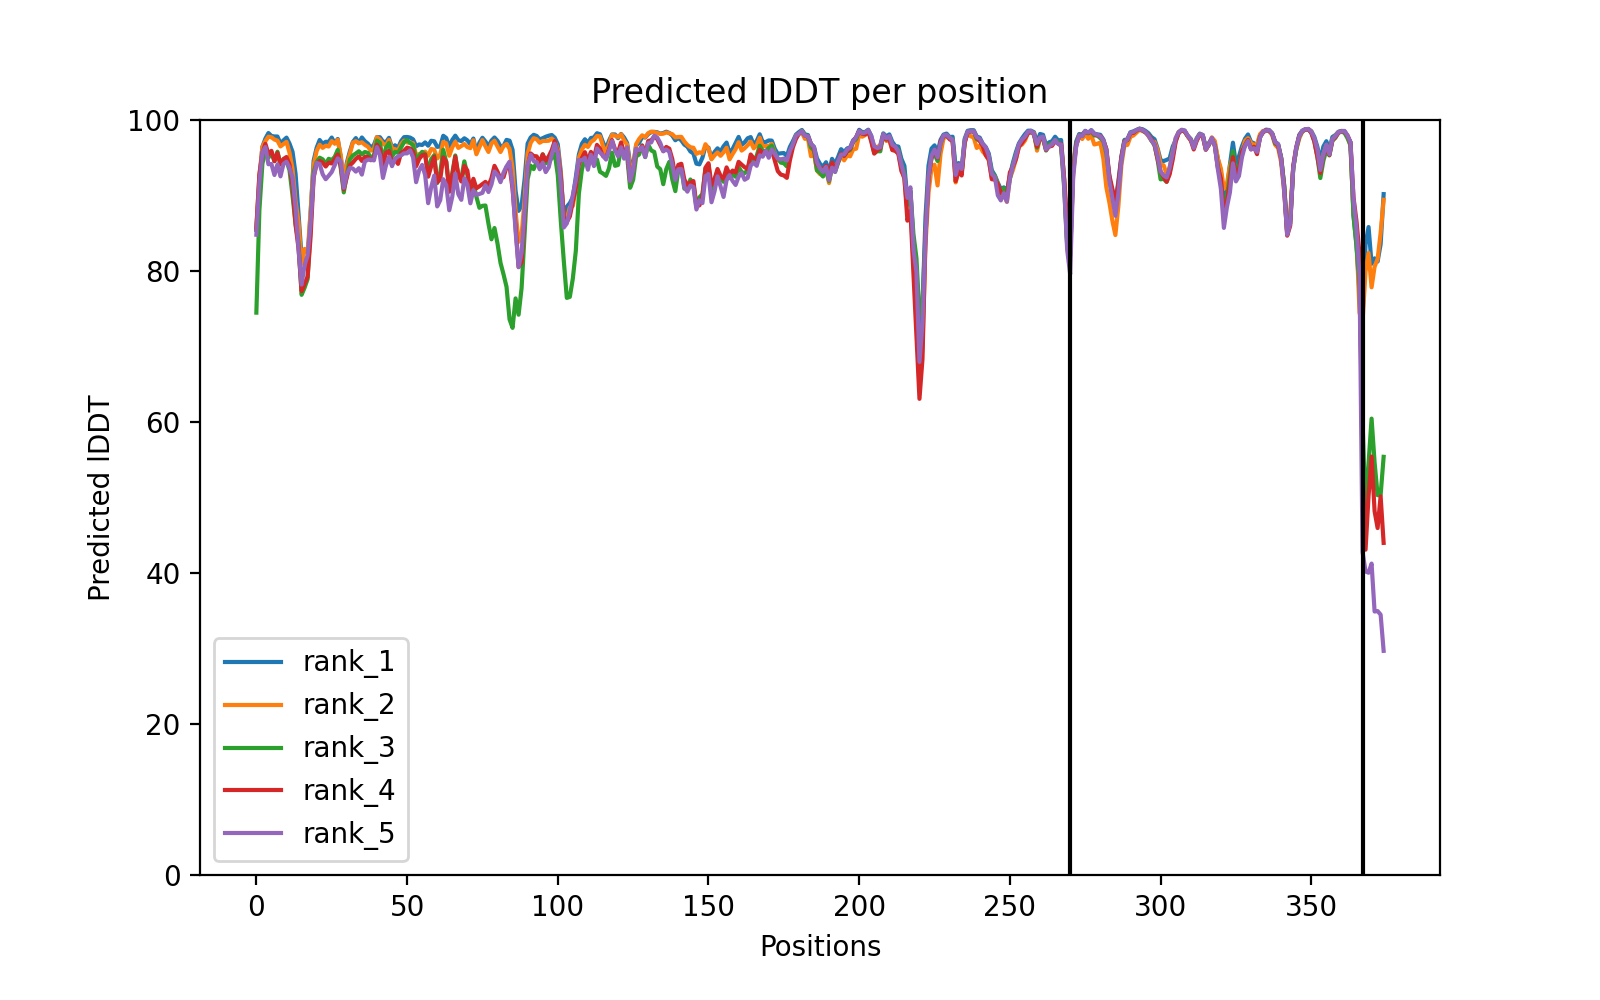 Predicted lDDT per position
100
80
60
40
20
0
Predicted lDDT
rank_1
rank_2
rank_3
rank_4
rank_5
0 50 100 150 200 250 300 350
Positions